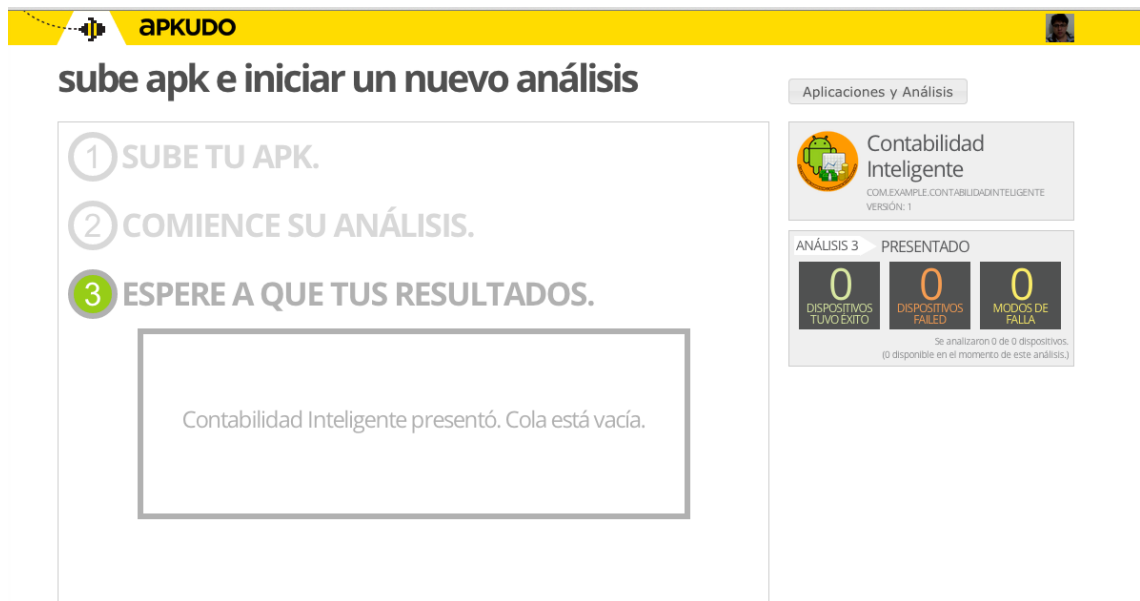 aPKUDO
sube apk e iniciar un nuevo análisis
Aplicaciones y Análisis
1 SUBE TU APK.
2 COMIENCE SU ANÁLISIS.
3 ESPERE A QUE TUS RESULTADOS.
Contabilidad Inteligente presentó. Cola está vacía.
Contabilidad
Inteligente
COM.EXAMPLE.CONTABILIDADINTELIGENTE
VERSIÓN: 1
ANÁLISIS 3 PRESENTADO
0 0 0
DISPOSITIVOS DISPOSITIVOS MODOS DE
TUVO ÉXITO FAILED FALLA
Se analizaron 0 de 0 dispositivos.
(0 disponible en el momento de este análisis.)